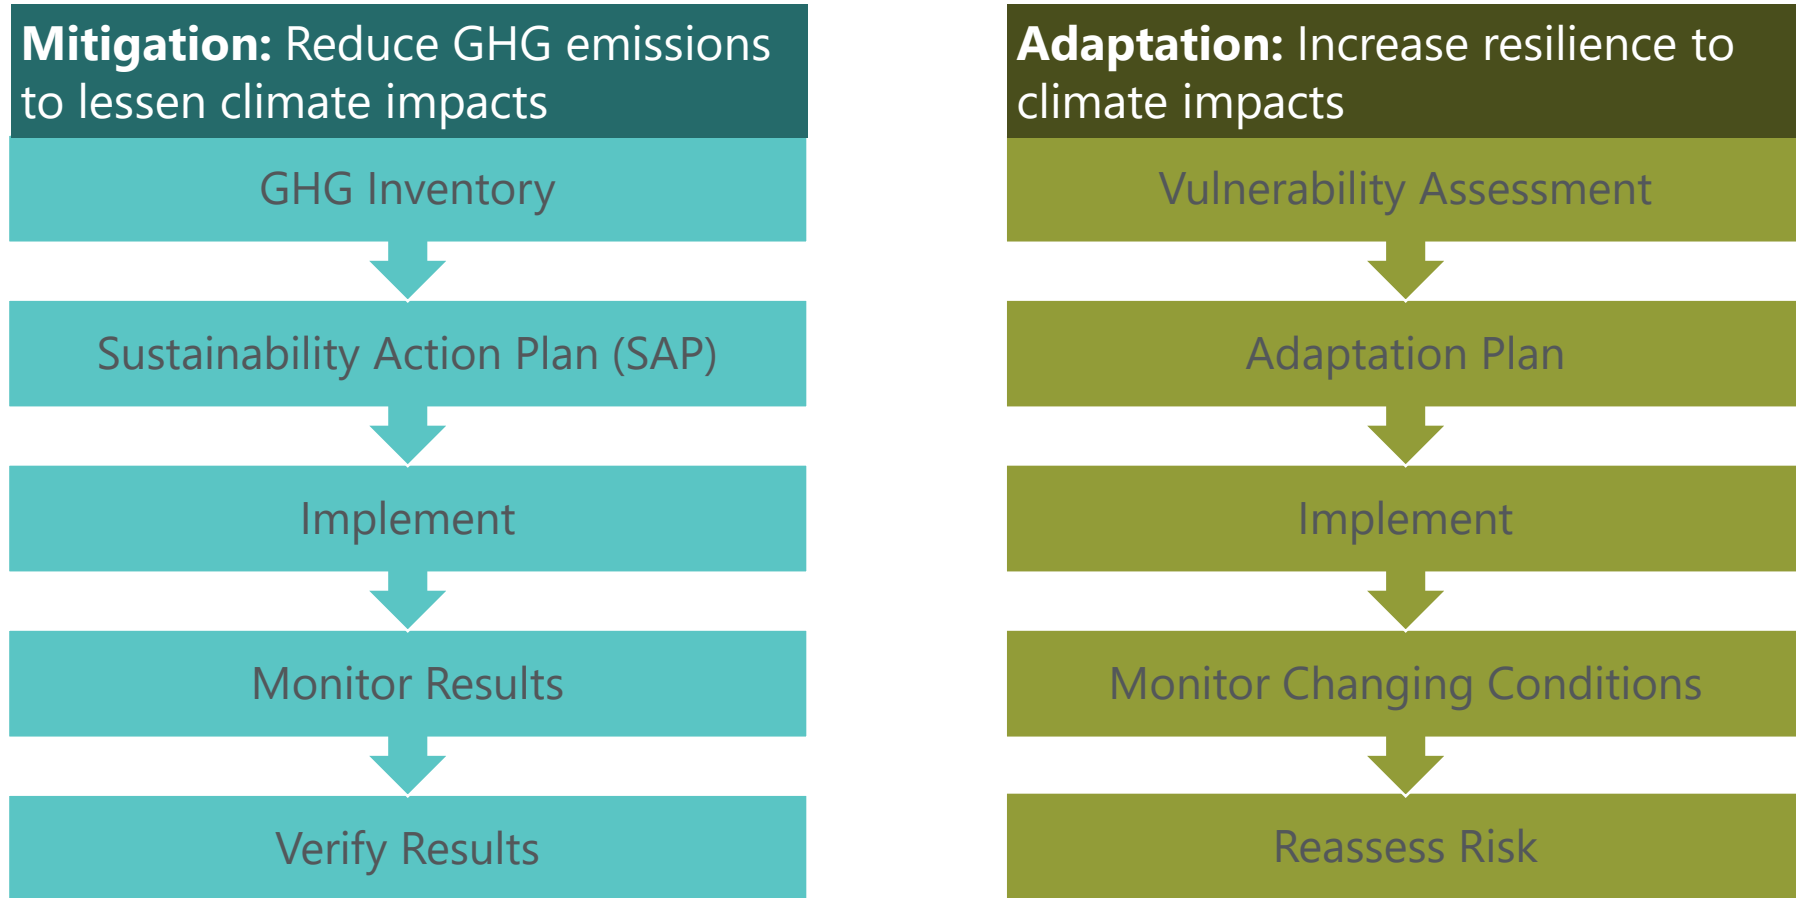 Mitigation: Reduce GHG emissions
to lessen climate impacts
GHG Inventory
Sustainability Action Plan (SAP)
Implement
Monitor Results
Verify Results
Adaptation: Increase resilience to
climate impacts
Vulnerability Assessment
Adaptation Plan
Implement
Monitor Changing Conditions
Reassess Risk